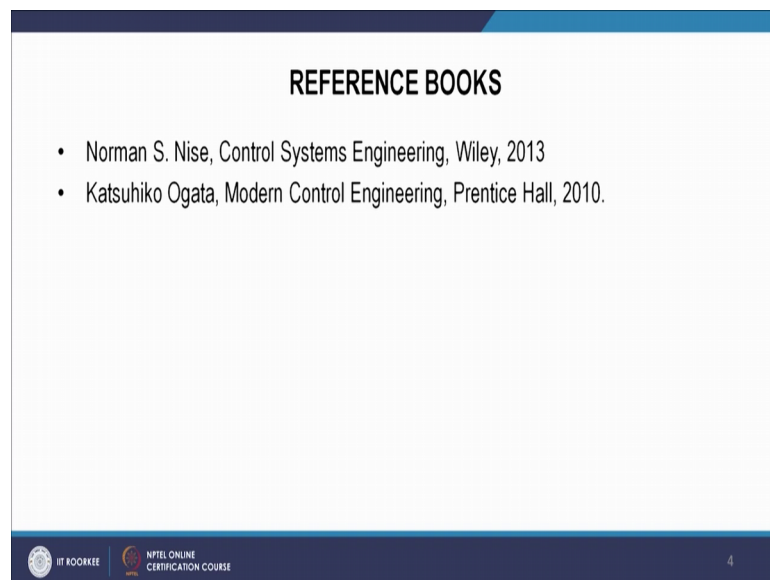 REFERENCE BOOKS
• Norman S. Nise, Control Systems Engineering, Wiley, 2013
• Katsuhiko Ogata, Modern Control Engineering, Prentice Hall, 2010.
IIT ROORKEE
NPTEL ONLINE
CERTIFICATION COURSE
4